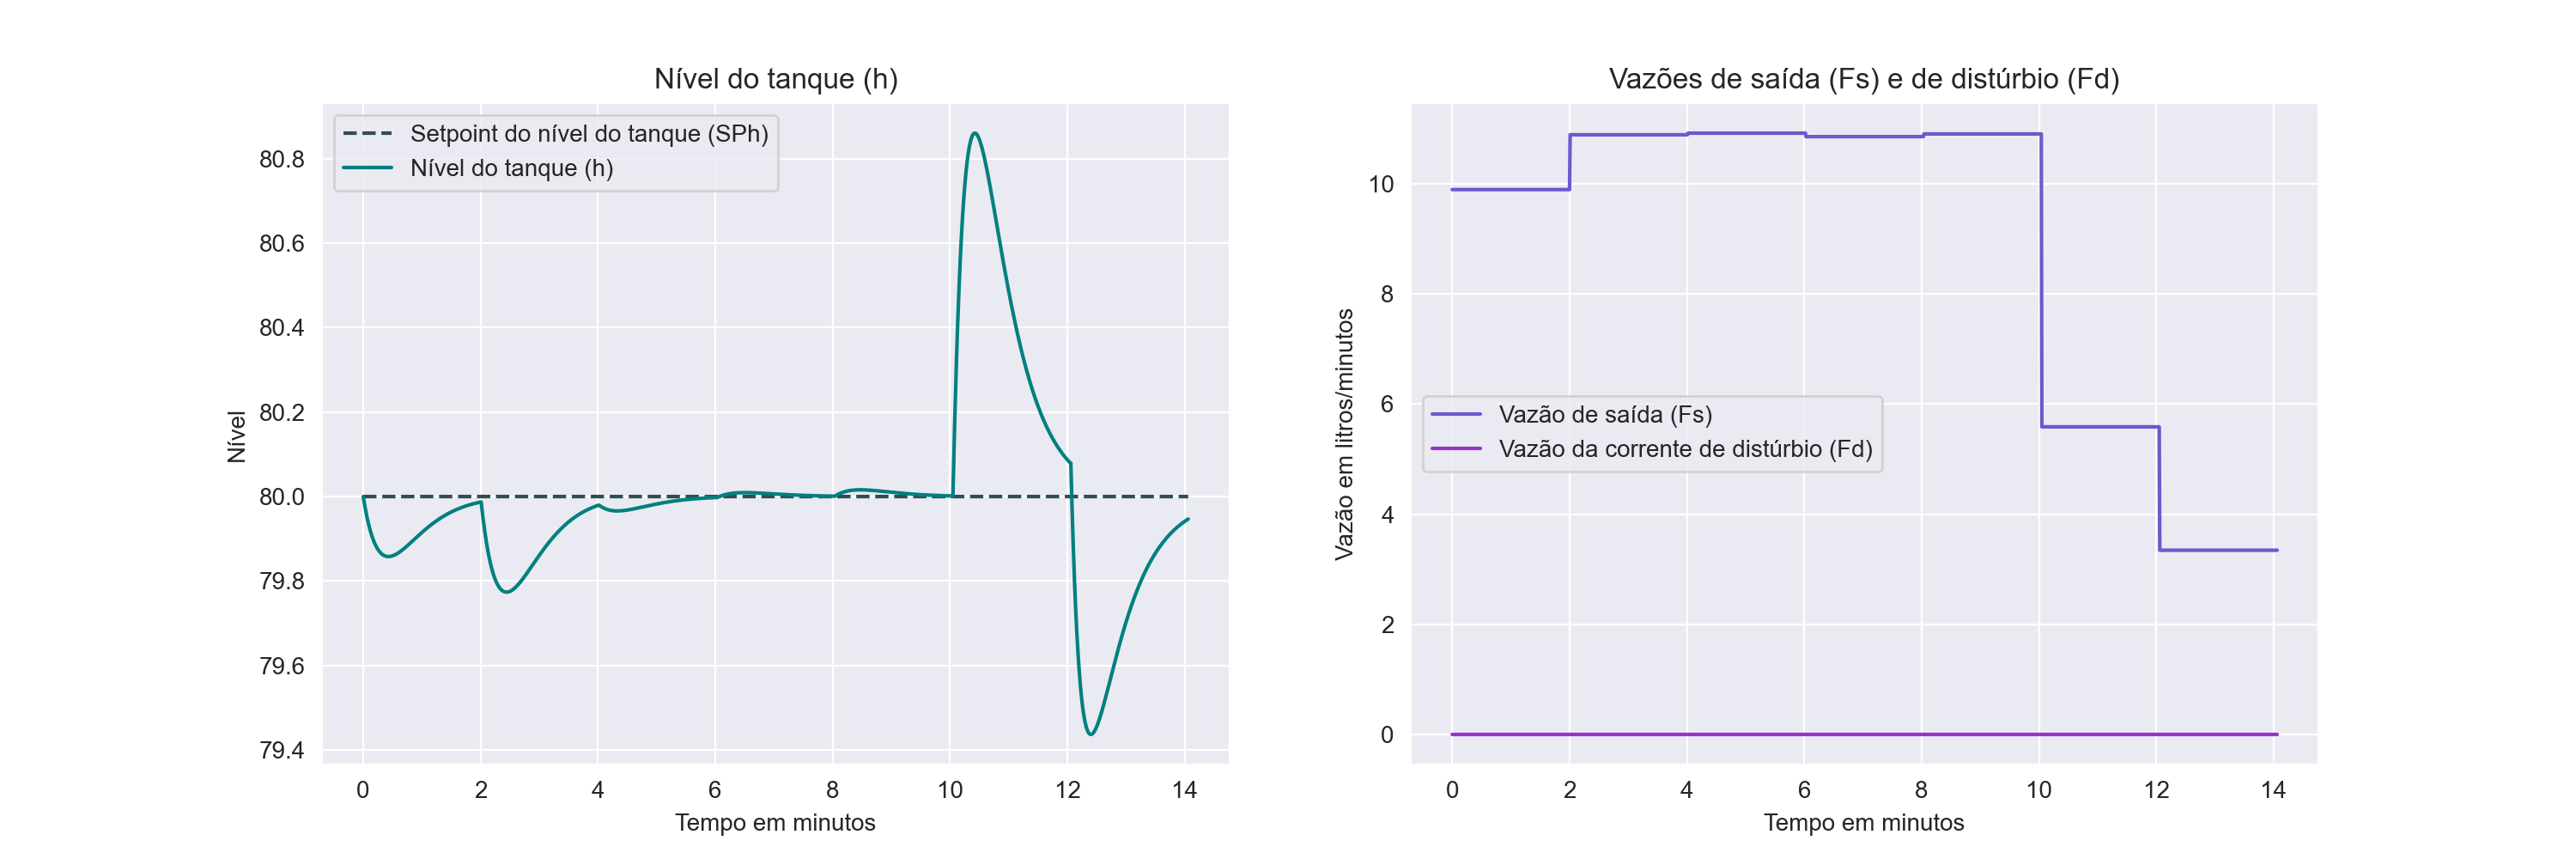 Nível do tanque (h)
Setpoint do nível do tanque (SPh)
Nível do tanque (h)
80.8
80.6
80.4
80.2
80.0
79.8
79.6
79.4
Nível
0 2 4 6 8 10 12 14
Tempo em minutos
Vazões de saída (Fs) e de distúrbio (Fd)
10
8
6
4
2
0
Vazão em litros/minutos
Vazão de saída (Fs)
Vazão da corrente de distúrbio (Fd)
0 2 4 6 8 10 12 14
Tempo em minutos